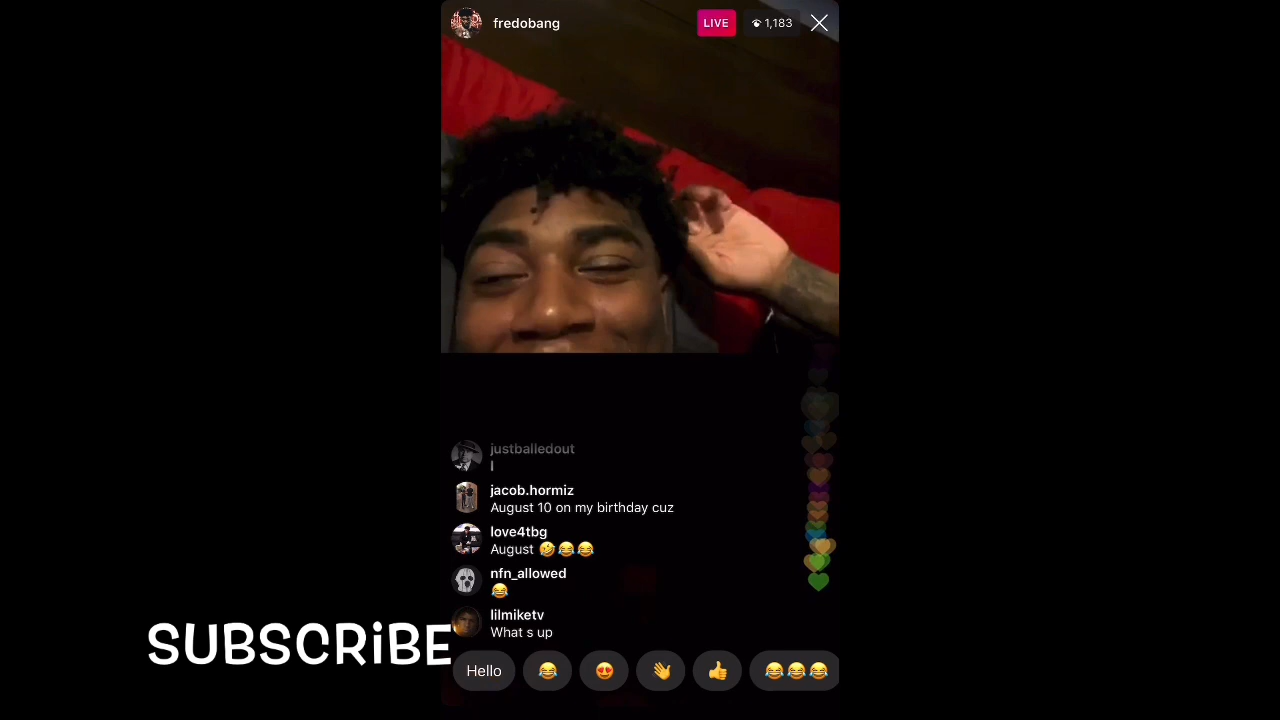 fredobang
LIVE
1,183
justballedout
I
jacob.hormiz
August 10 on my birthday cuz
love4tbg
August 🤣😂😂
nfn_allowed
😂
lilmiketv
What s up
SUBSCRiBE
Hello 😂 😍 👋 👍 😂😂😂